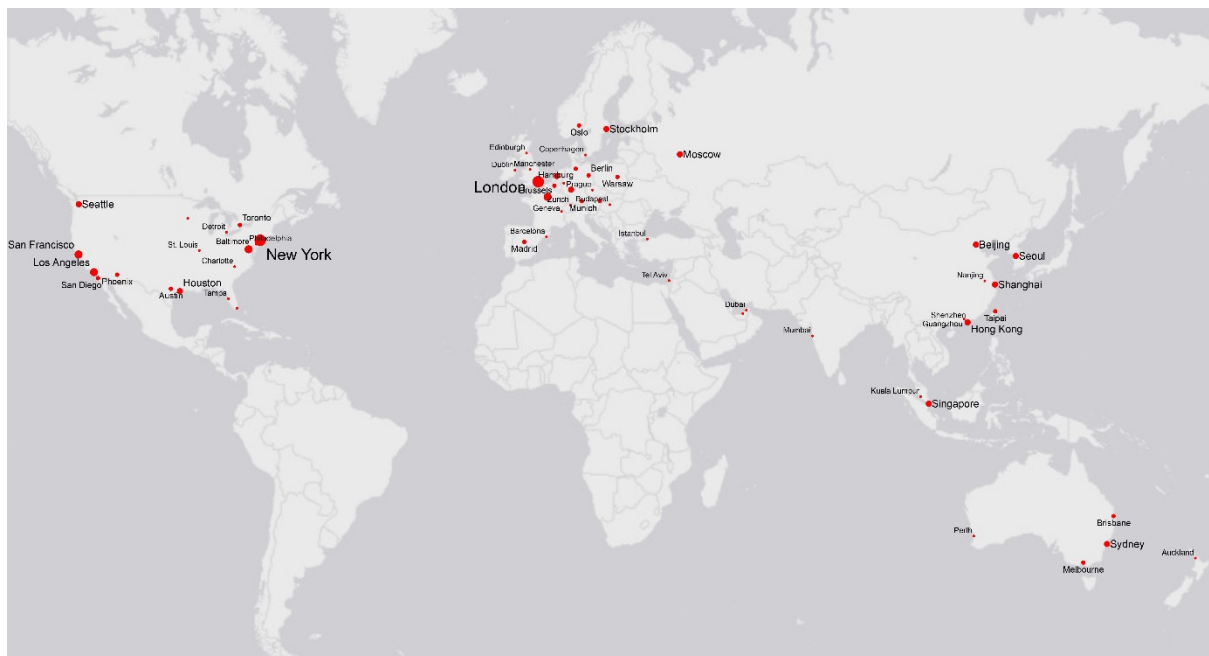 Oslo
Stockholm
Edinburgh
Copenhagen
Moscow
Dublin
Manchester
Hamburg
Berlin
London
Brussels
Prague
Warsaw
Zurich
Budapest
Geneva
Munich
Seattle
Toronto
Detroit
Barcelona
Istanbul
San Francisco
St. Louis
Baltimore
Philadelphia
Madrid
Beijing
New York
Los Angeles
Charlotte
Seoul
San Diego
Phoenix
Houston
Tel Aviv
Nanjing
Shanghai
Austin
Tampa
Dubai
Shenzhen
Taipai
Guangzhou
Hong Kong
Mumbai
Kuala Lumpur
Singapore
Brisbane
Perth
Sydney
Auckland
Melbourne